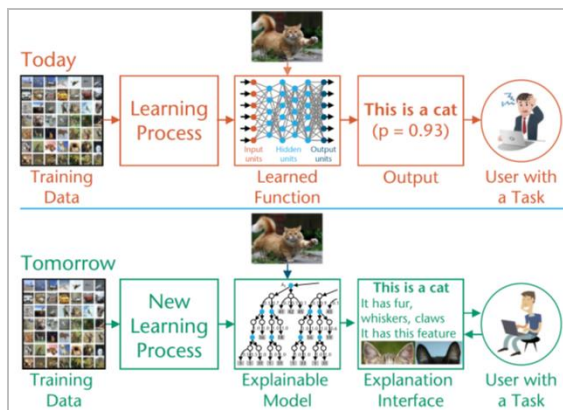 Today
Learning
Process
Input
units
Hidden
units
Output
units
This is a cat
(p = 0.93)
Training
Data
Learned
Function
Output
User with
a Task
Tomorrow
New
Learning
Process
This is a cat
It has fur,
whiskers, claws
It has this feature
Training
Data
Explainable
Model
Explanation
Interface
User with
a Task